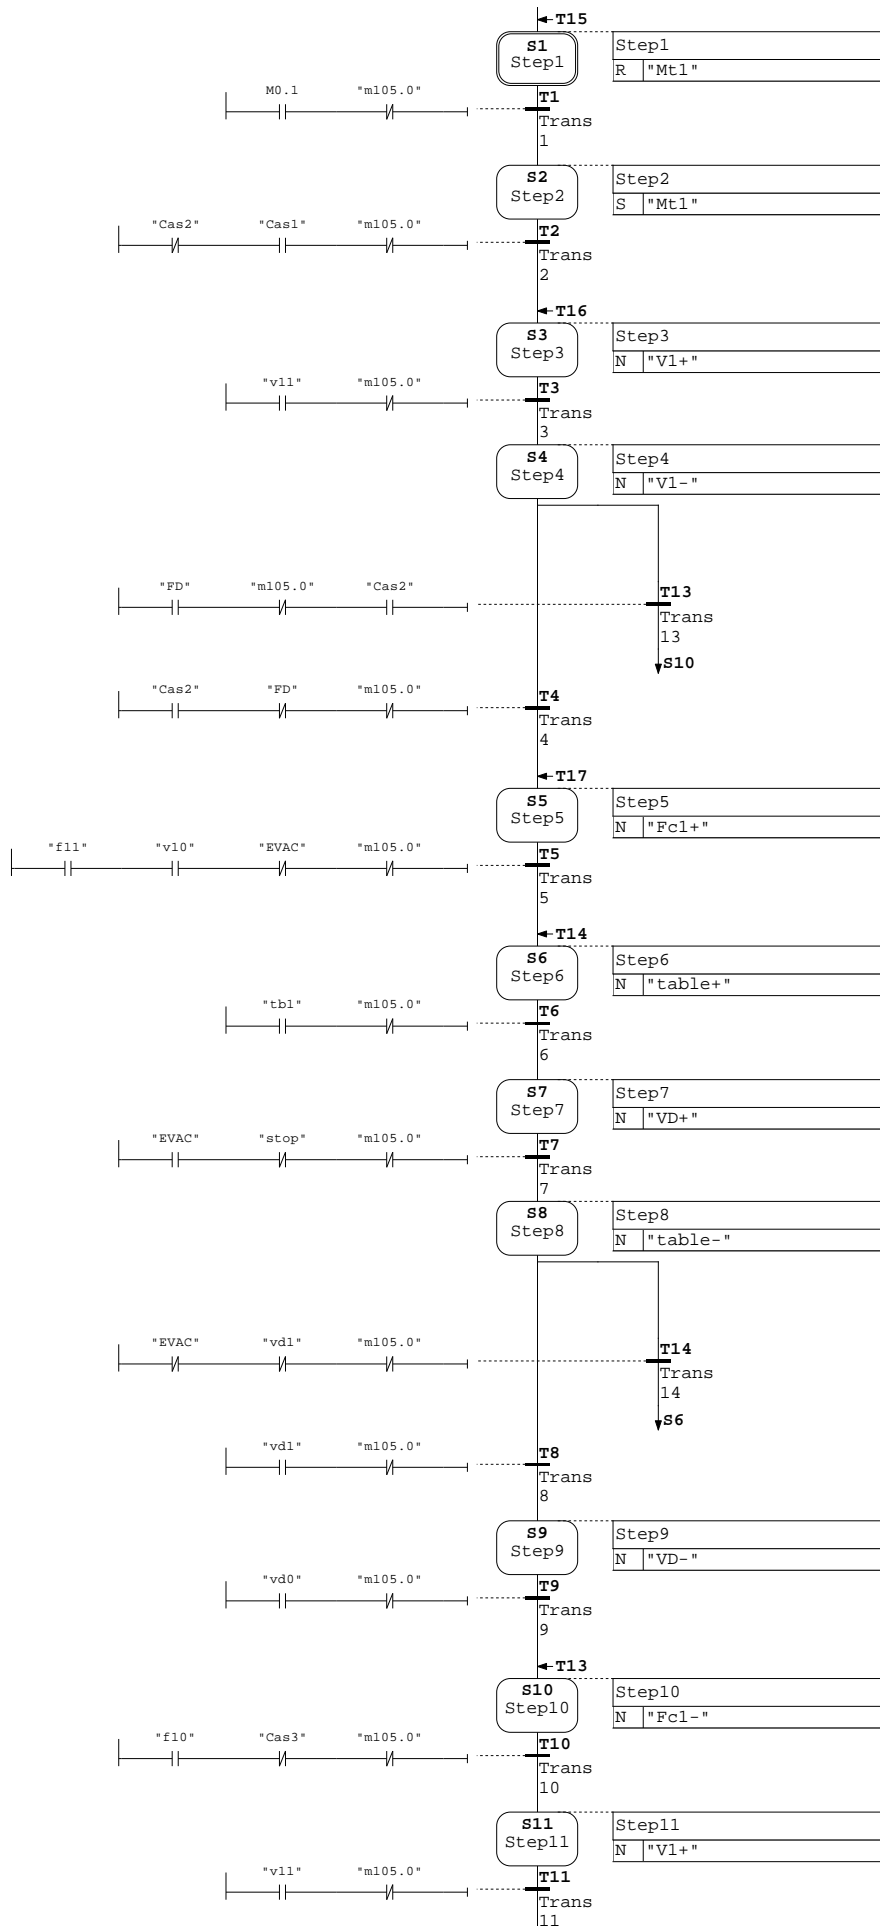 T15
S1
Step1
Step1
R "Mt1"
M0.1 "m105.0"
T1
Trans
1
S2
Step2
Step2
S "Mt1"
"Cas2" "Cas1" "m105.0"
T2
Trans
2
T16
S3
Step3
Step3
N "V1+"
"v11" "m105.0"
T3
Trans
3
S4
Step4
Step4
N "V1-"
"FD" "m105.0" "Cas2"
T13
Trans
13
S10
"Cas2" "FD" "m105.0"
T4
Trans
4
T17
S5
Step5
Step5
N "Fc1+"
"f11" "v10" "EVAC" "m105.0"
T5
Trans
5
T14
S6
Step6
Step6
N "table+"
"tb1" "m105.0"
T6
Trans
6
S7
Step7
Step7
N "VD+"
"EVAC" "stop" "m105.0"
T7
Trans
7
S8
Step8
Step8
N "table-"
"EVAC" "vd1" "m105.0"
T14
Trans
14
S6
"vd1" "m105.0"
T8
Trans
8
S9
Step9
Step9
N "VD-"
"vd0" "m105.0"
T9
Trans
9
T13
S10
Step10
Step10
N "Fc1-"
"f10" "Cas3" "m105.0"
T10
Trans
10
S11
Step11
Step11
N "V1+"
"v11" "m105.0"
T11
Trans
11